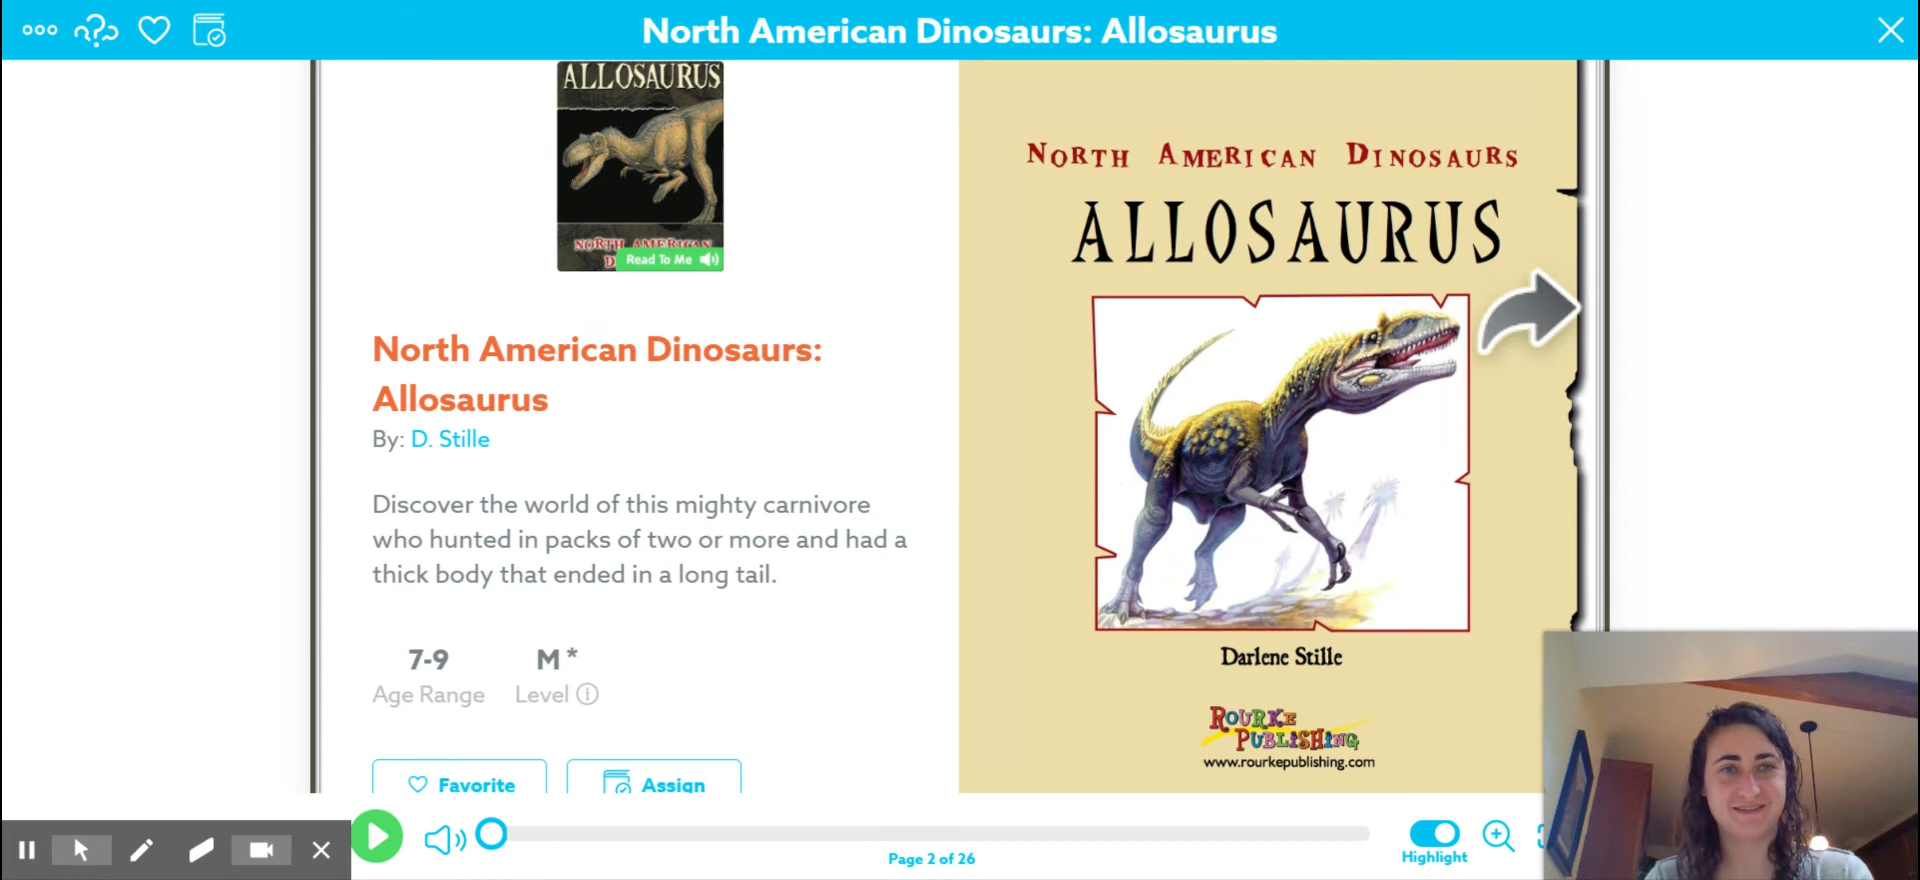 North American Dinosaurs: Allosaurus
ALLOSAURUS
NORTH AMERICAN
Read To Me
North American Dinosaurs:
Allosaurus
By: D. Stille
Discover the world of this mighty carnivore
who hunted in packs of two or more and had a
thick body that ended in a long tail.
7-9
M *
Age Range
Level
Favorite
Assign
NORTH AMERICAN DINOSAURS
ALLOSAURUS
Darlene Stille
ROURKE
PUBLISHING
www.rourkepublishing.com
Page 2 of 26
Highlight